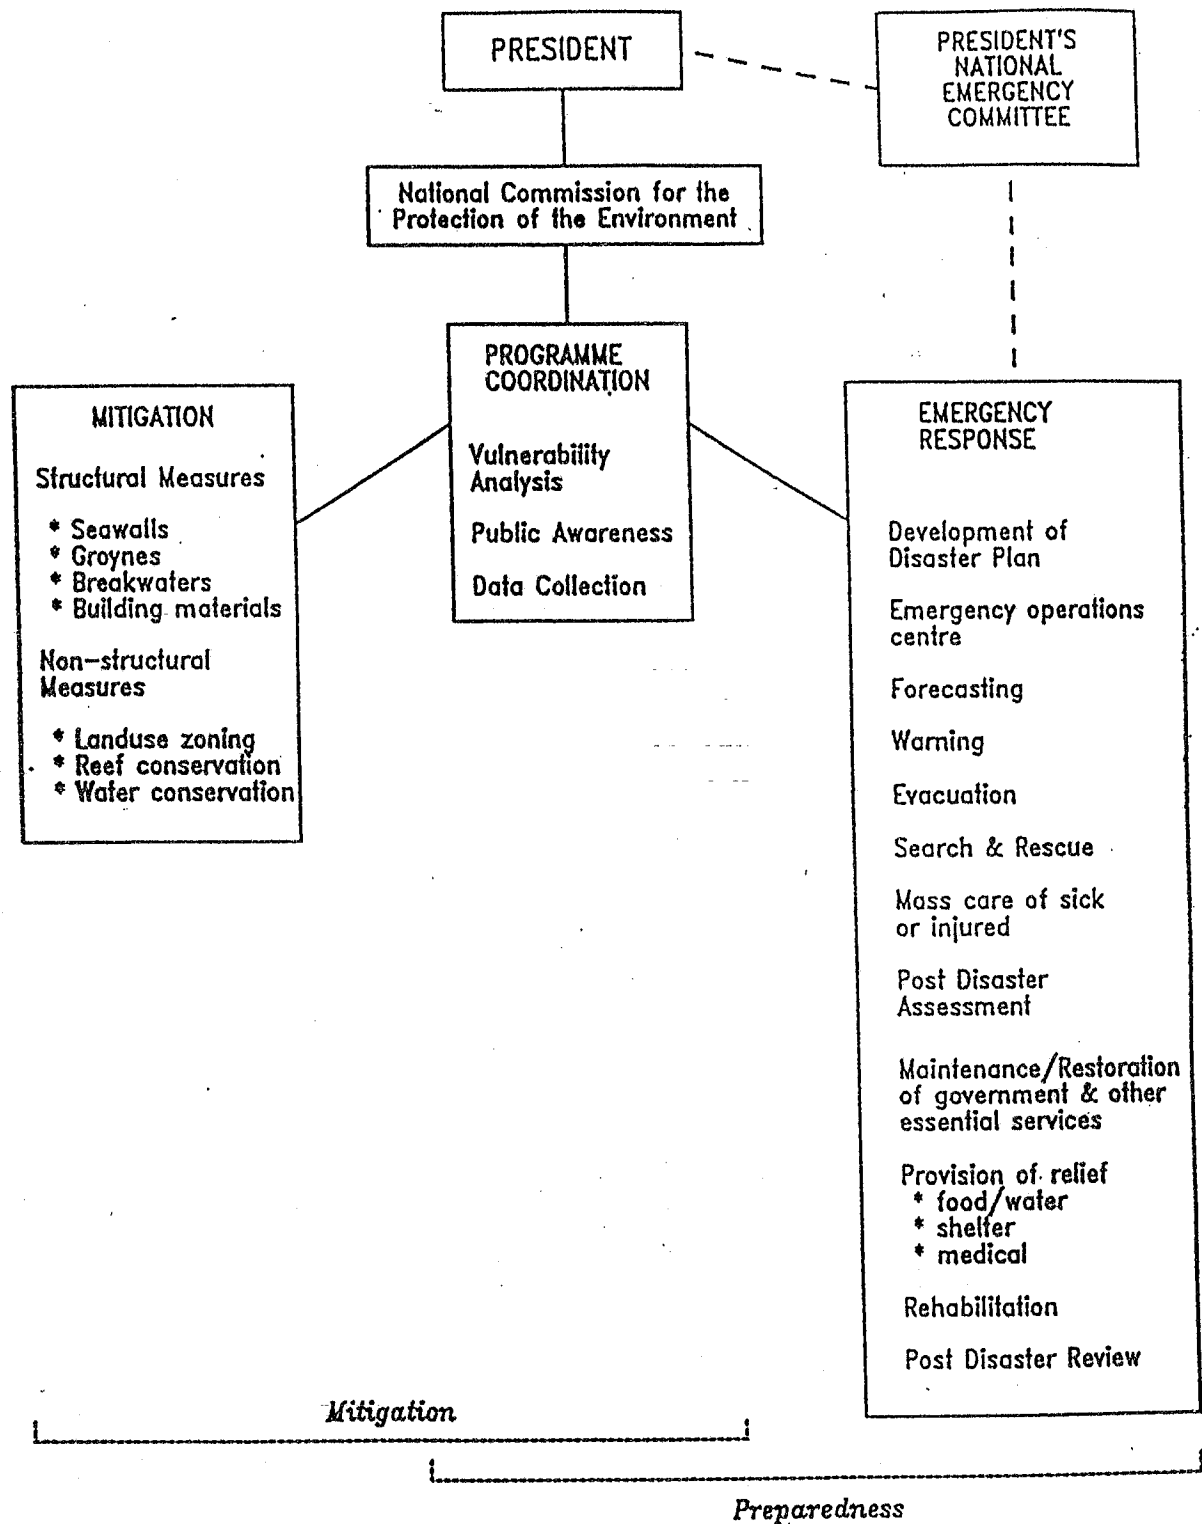 PRESIDENT
PRESIDENT'S
NATIONAL
EMERGENCY
COMMITTEE
National Commission for the
Protection of the Environment
PROGRAMME
COORDINATION
Vulnerability
Analysis
Public Awareness
Data Collection
MITIGATION
Structural Measures
* Seawalls
* Groynes
* Breakwaters
* Building materials
Non-structural
Measures
* Landuse zoning
* Reef conservation
* Water conservation
EMERGENCY
RESPONSE
Development of
Disaster Plan
Emergency operations
centre
Forecasting
Warning
Evacuation
Search & Rescue
Mass care of sick
or injured
Post Disaster
Assessment
Maintenance/Restoration
of government & other
essential services
Provision of relief
* food/water
* shelter
* medical
Rehabilitation
Post Disaster Review
Mitigation
Preparedness